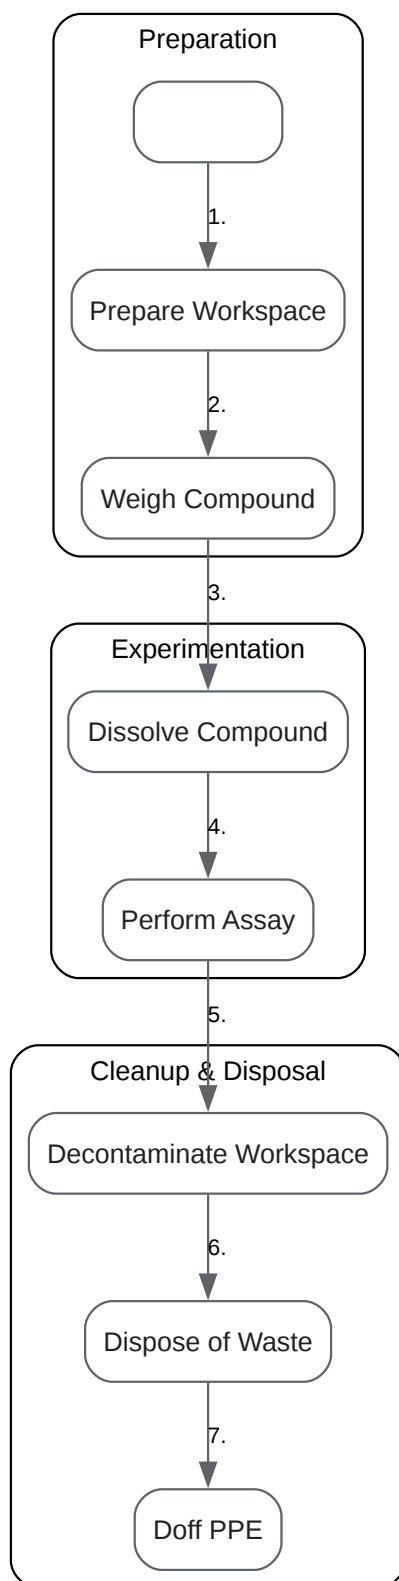 Preparation
1.
Prepare Workspace
2.
Weigh Compound
3.
Experimentation
Dissolve Compound
4.
Perform Assay
5.
Cleanup & Disposal
Decontaminate Workspace
6.
Dispose of Waste
7.
Doff PPE